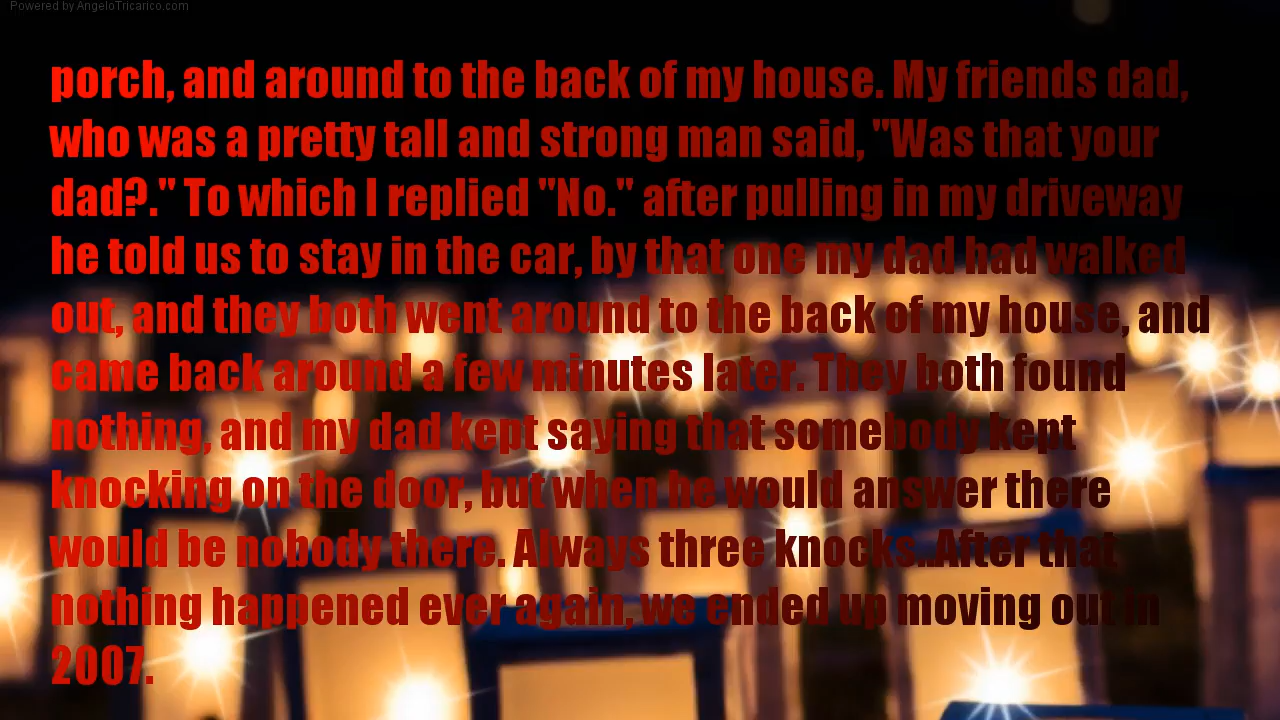 Powered by AngeloTricarico.com
porch, and around to the back of my house. My friends dad,
who was a pretty tall and strong man said, "Was that your
dad?." To which I replied "No." after pulling in my driveway
he told us to stay in the car, by that one my dad had walked
out, and they both went around to the back of my house, and
came back around a few minutes later. They both found
nothing, and my dad kept saying that somebody kept
knocking on the door, but when he would answer there
would be nobody there. Always three knocks..After that
nothing happened ever again, we ended up moving out in
2007.